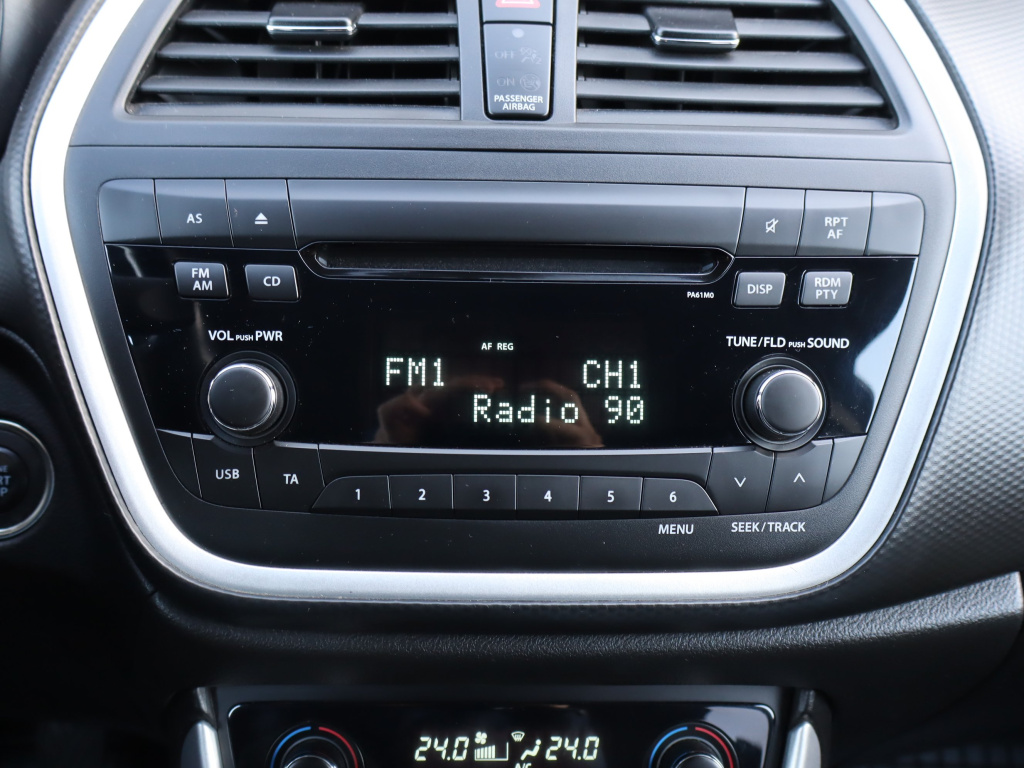 OFF
ON
PASSENGER
AIRBAG
AS
RPT
AF
FM
AM
CD
PA61M0
DISP
RDM
PTY
VOL PUSH PWR
TUNE/FLD PUSH SOUND
AF REG
FM1 CH1
Radio 90
USB
TA
1 2 3 4 5 6
MENU
SEEK/TRACK
24.0 24.0